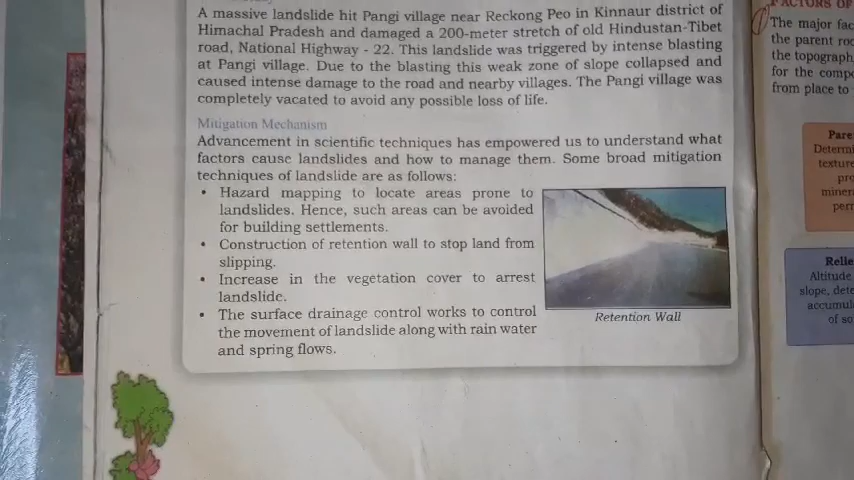 A massive landslide hit Pangi village near Reckong Peo in Kinnaur district of
Himachal Pradesh and damaged a 200-meter stretch of old Hindustan-Tibet
road, National Highway - 22. This landslide was triggered by intense blasting
at Pangi village. Due to the blasting this weak zone of slope collapsed and
caused intense damage to the road and nearby villages. The Pangi village was
completely vacated to avoid any possible loss of life.
Mitigation Mechanism
Advancement in scientific techniques has empowered us to understand what
factors cause landslides and how to manage them. Some broad mitigation
techniques of landslide are as follows:
• Hazard mapping to locate areas prone to
landslides. Hence, such areas can be avoided
for building settlements.
• Construction of retention wall to stop land from
slipping.
• Increase in the vegetation cover to arrest
landslide.
• The surface drainage control works to control
the movement of landslide along with rain water
and spring flows.
Retention Wall
FACTORS OF
The major fac
the parent roc
the topograph
for the compo
from place to
Pare
Determi
texture
pro
miner
per
Relie
Altitude
slope, dete
accumul
of so